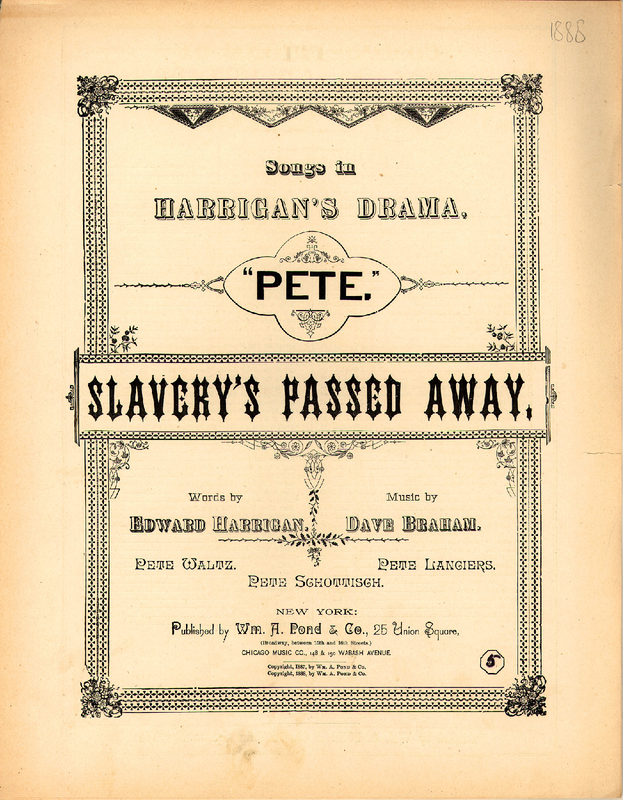 1888
Songs in
HARRIGAN'S DRAMA.
"PETE."
SLAVERY'S PASSED AWAY.
Words by Music by
EDWARD HARRIGAN. DAVE BRAHAM.
PETE WALTZ. PETE LANCIERS.
PETE SCHOTTISCH.
NEW YORK:
Published by Wm. A. Pond & Co., 25 Union Square,
(Broadway, between 15th and 16th Streets.)
CHICAGO MUSIC CO., 148 & 150 WABASH AVENUE.
Copyright, 1887, by WM. A. POND & CO.
Copyright, 1888, by WM. A. POND & CO.
5